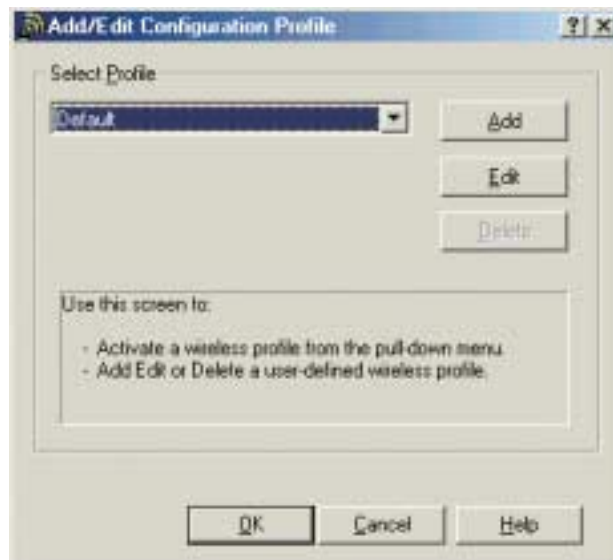 Add/Edit Configuration Profile
Select Profile
Default
Add
Edit
Delete
Use this screen to:
- Activate a wireless profile from the pull-down menu.
- Add Edit or Delete a user-defined wireless profile.
OK
Cancel
Help